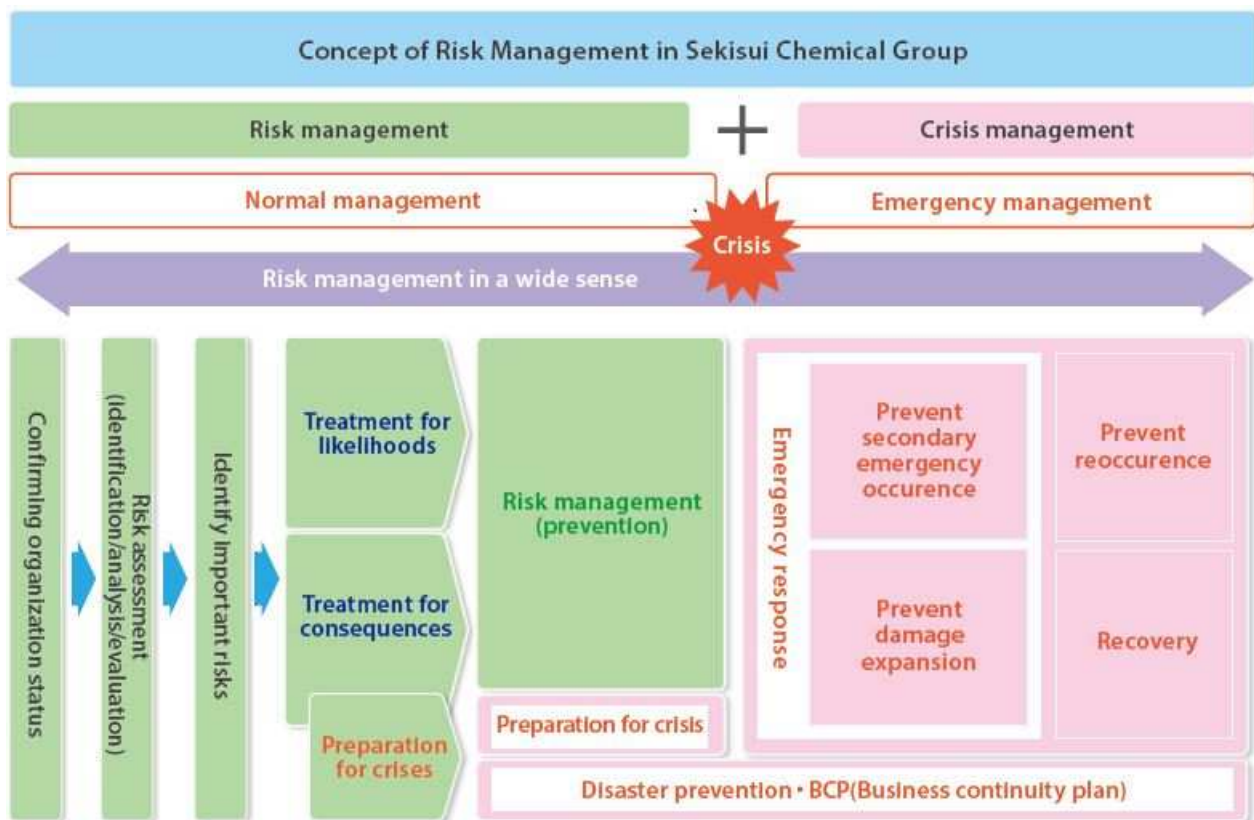 Concept of Risk Management in Sekisui Chemical Group
Risk management
+
Crisis management
Normal management
Crisis
Emergency management
Risk management in a wide sense
Confirming organization status
Risk assessment
(identification/analysis/evaluation)
Identify important risks
Treatment for
likelihoods
Treatment for
consequences
Preparation
for crises
Risk management
(prevention)
Preparation for crisis
Emergency response
Prevent
secondary
emergency
occurence
Prevent
damage
expansion
Prevent
reoccurence
Recovery
Disaster prevention・BCP(Business continuity plan)